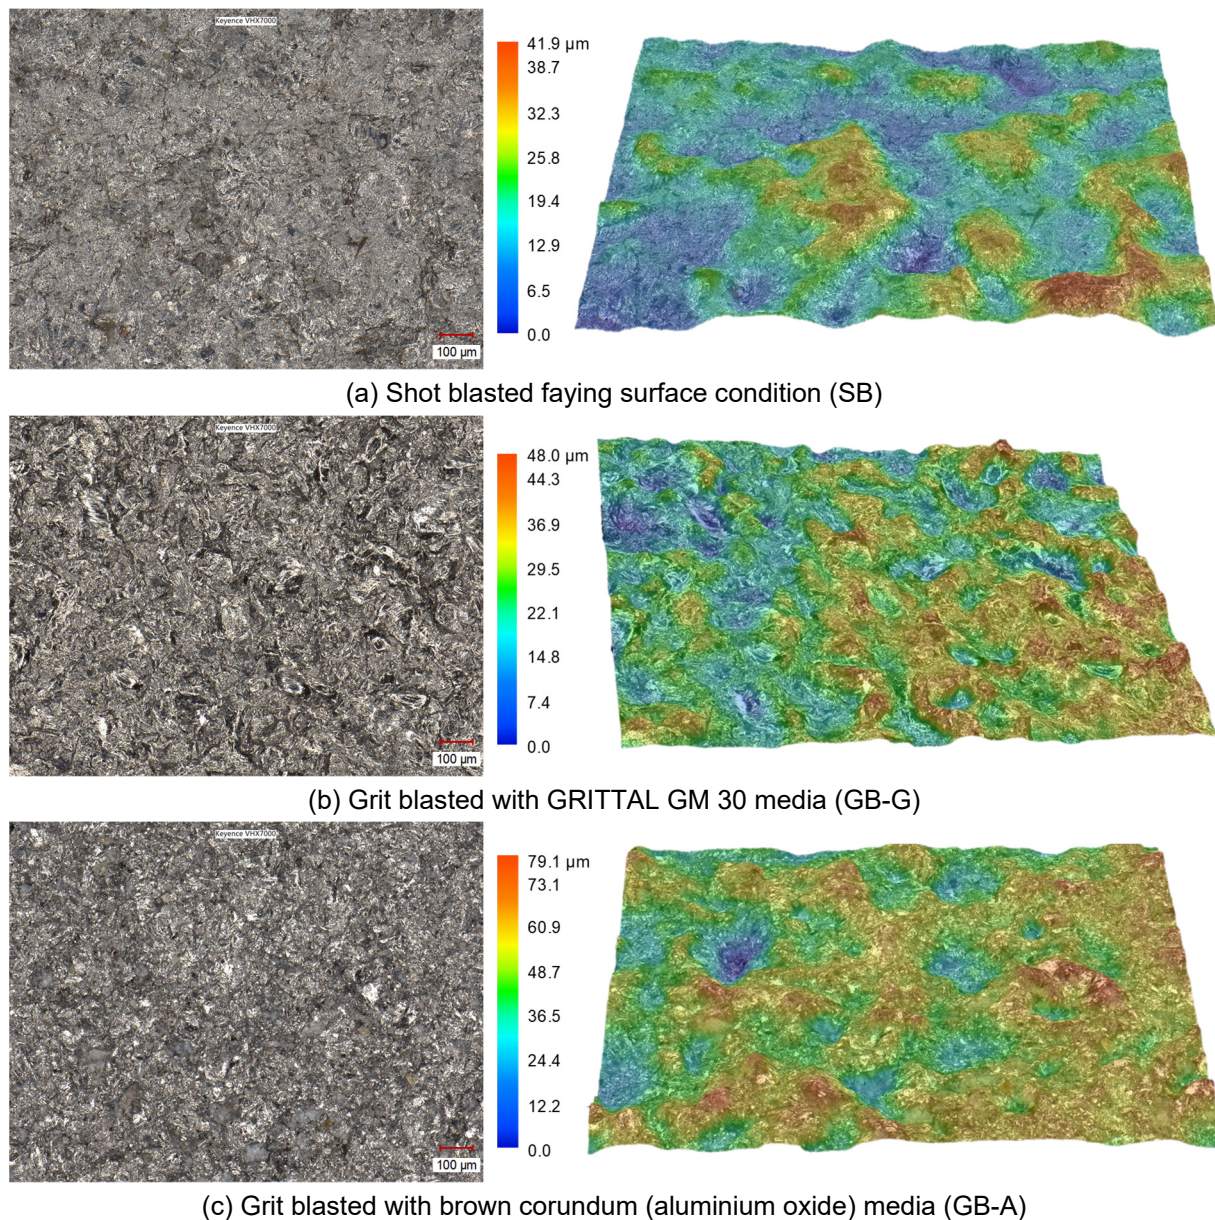 Keyence VHX7000
41.9 µm
38.7
32.3
25.8
19.4
12.9
6.5
0.0
100 µm
(a) Shot blasted faying surface condition (SB)
Keyence VHX7000
48.0 µm
44.3
36.9
29.5
22.1
14.8
7.4
0.0
100 µm
(b) Grit blasted with GRITTAL GM 30 media (GB-G)
Keyence VHX7000
79.1 µm
73.1
60.9
48.7
36.5
24.4
12.2
0.0
100 µm
(c) Grit blasted with brown corundum (aluminium oxide) media (GB-A)